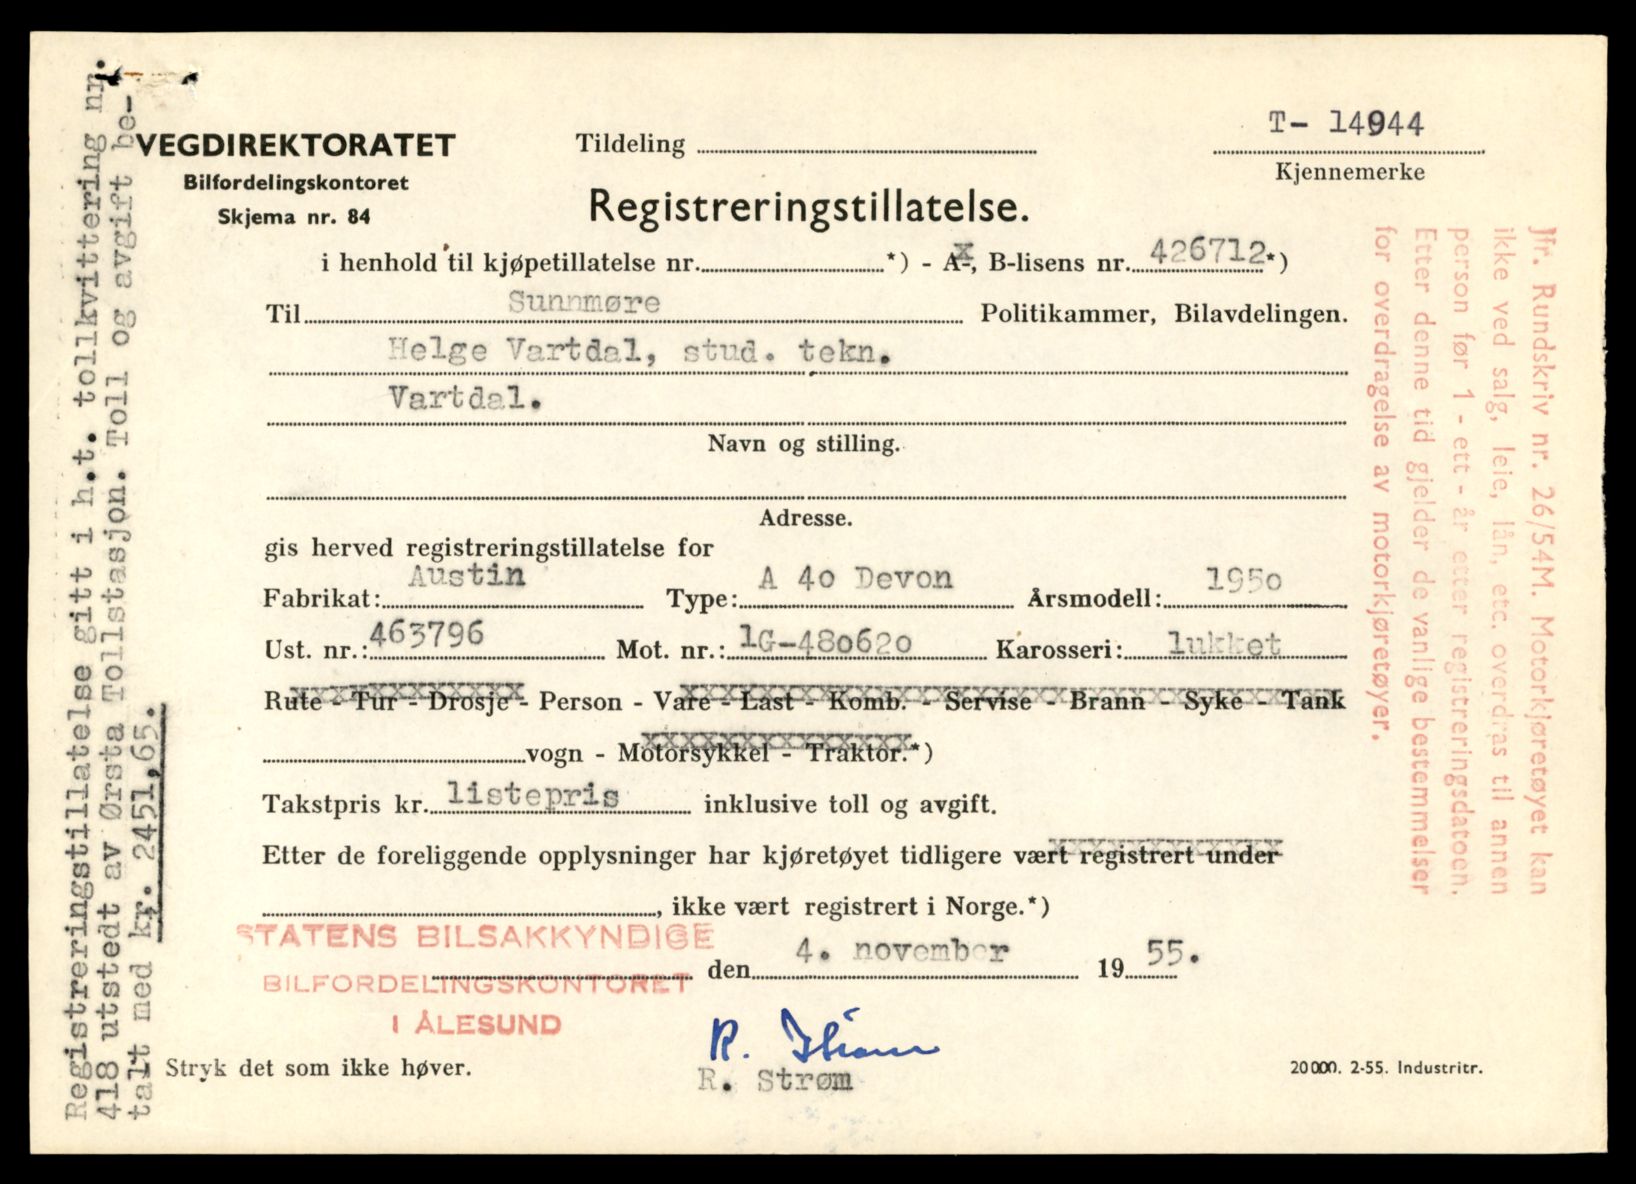 T- 14944
VEGDIREKTORATET
Tildeling
Kjennemerke
Bilfordelingskontoret
Skjema nr. 84
Registreringstillatelse.
i henhold til kjøpetillatelse nr. *) - A-, B-lisens nr. 426712*)
Til Sunnmøre Politikammer, Bilavdelingen.
Helge Vartdal, stud. tekn.
Vartdal.
Navn og stilling.
Adresse.
gis herved registreringstillatelse for
Fabrikat: Austin Type: A 40 Devon Årsmodell: 1950
Ust. nr.: 463796 Mot. nr.: 1G-480620 Karosseri: lukket
Rute - Tur - Drosje - Person - Vare - Last - Komb. - Servise - Brann - Syke - Tank
vogn - Motorsykkel - Traktor.*)
Takstpris kr. listepris inklusive toll og avgift.
Etter de foreliggende opplysninger har kjøretøyet tidligere vært registrert under
, ikke vært registrert i Norge.*)
STATENS BILSAKKYNDIGE
den 4. november 1955.
BILFORDELINGSKONTORET
I ÅLESUND
R. Strøm
R. Strøm
Stryk det som ikke høver.
20000. 2-55. Industritr.
Registreringstillatelse gitt i h.t. tollkvittering nr.
418 utstedt av Ørsta Tollstasjon. Toll og avgift be-
talt med kr. 2451,65.
Jfr. Rundskriv nr. 26/54M. Motorkjøretøyet kan
ikke ved salg, leie, lån, etc. overdras til annen
person før 1 - ett - år etter registreringsdatoen.
Etter denne tid gjelder de vanlige bestemmelser
for overdragelse av motorkjøretøyer.